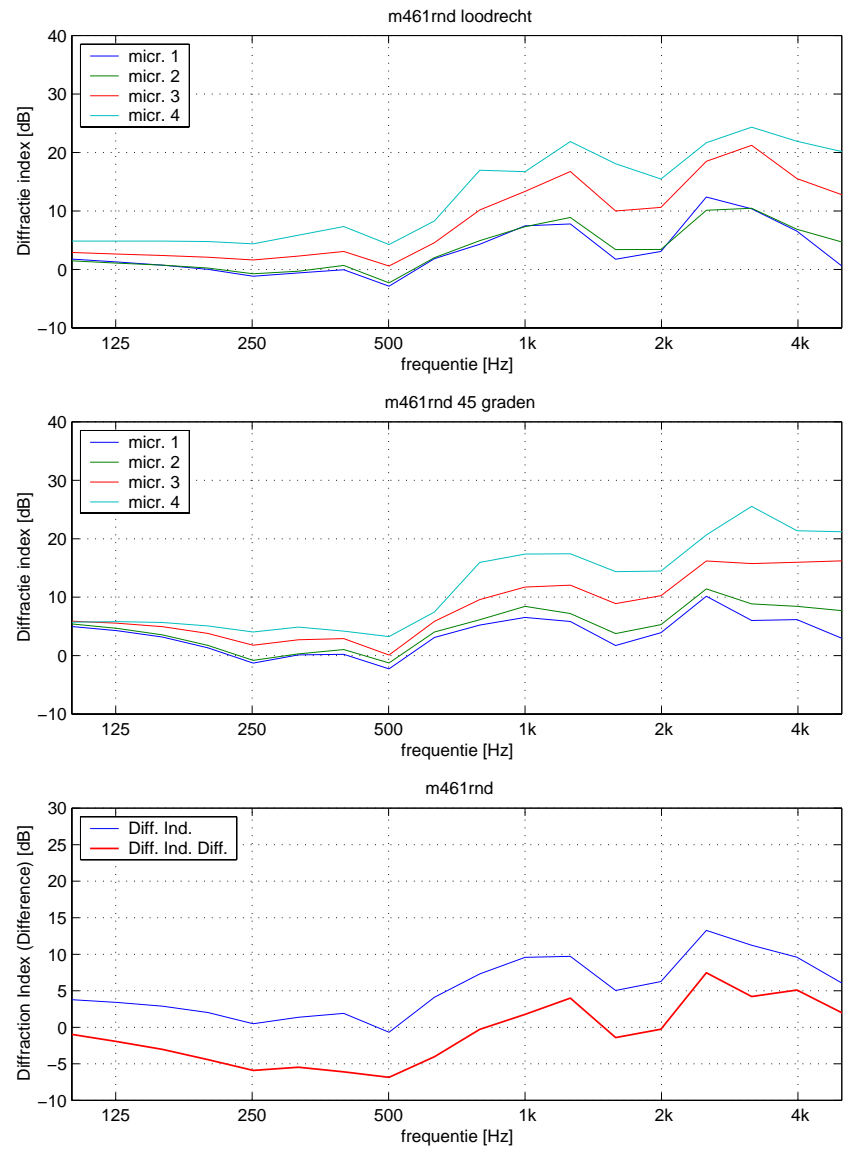 m461rnd loodrecht
40
30
20
10
0
−10
Diffractie index [dB]
micr. 1
micr. 2
micr. 3
micr. 4
125 250 500 1k 2k 4k
frequentie [Hz]
m461rnd 45 graden
40
30
20
10
0
−10
Diffractie index [dB]
micr. 1
micr. 2
micr. 3
micr. 4
125 250 500 1k 2k 4k
frequentie [Hz]
m461rnd
30
25
20
15
10
5
0
−5
−10
Diffraction Index (Difference) [dB]
Diff. Ind.
Diff. Ind. Diff.
125 250 500 1k 2k 4k
frequentie [Hz]